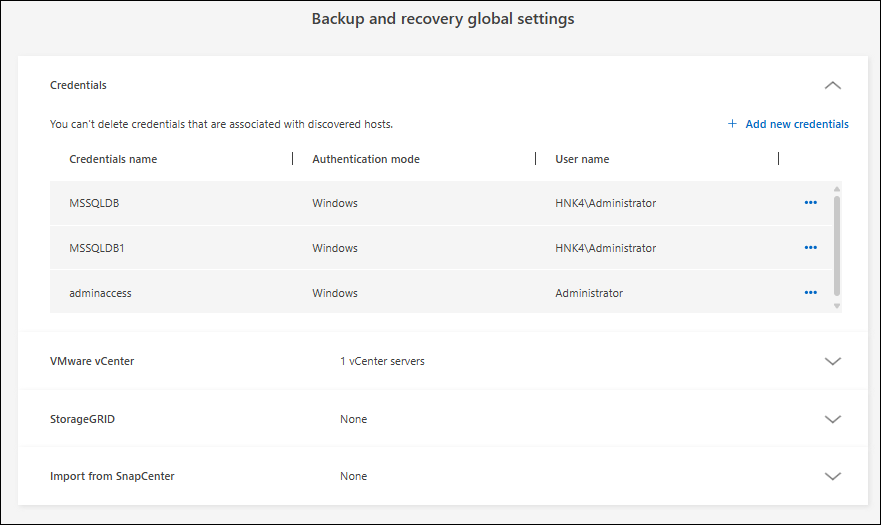 Backup and recovery global settings
Credentials
You can't delete credentials that are associated with discovered hosts.
+ Add new credentials
Credentials name Authentication mode User name
MSSQLDB Windows HNK4\Administrator
MSSQLDB1 Windows HNK4\Administrator
adminaccess Windows Administrator
VMware vCenter 1 vCenter servers
StorageGRID None
Import from SnapCenter None